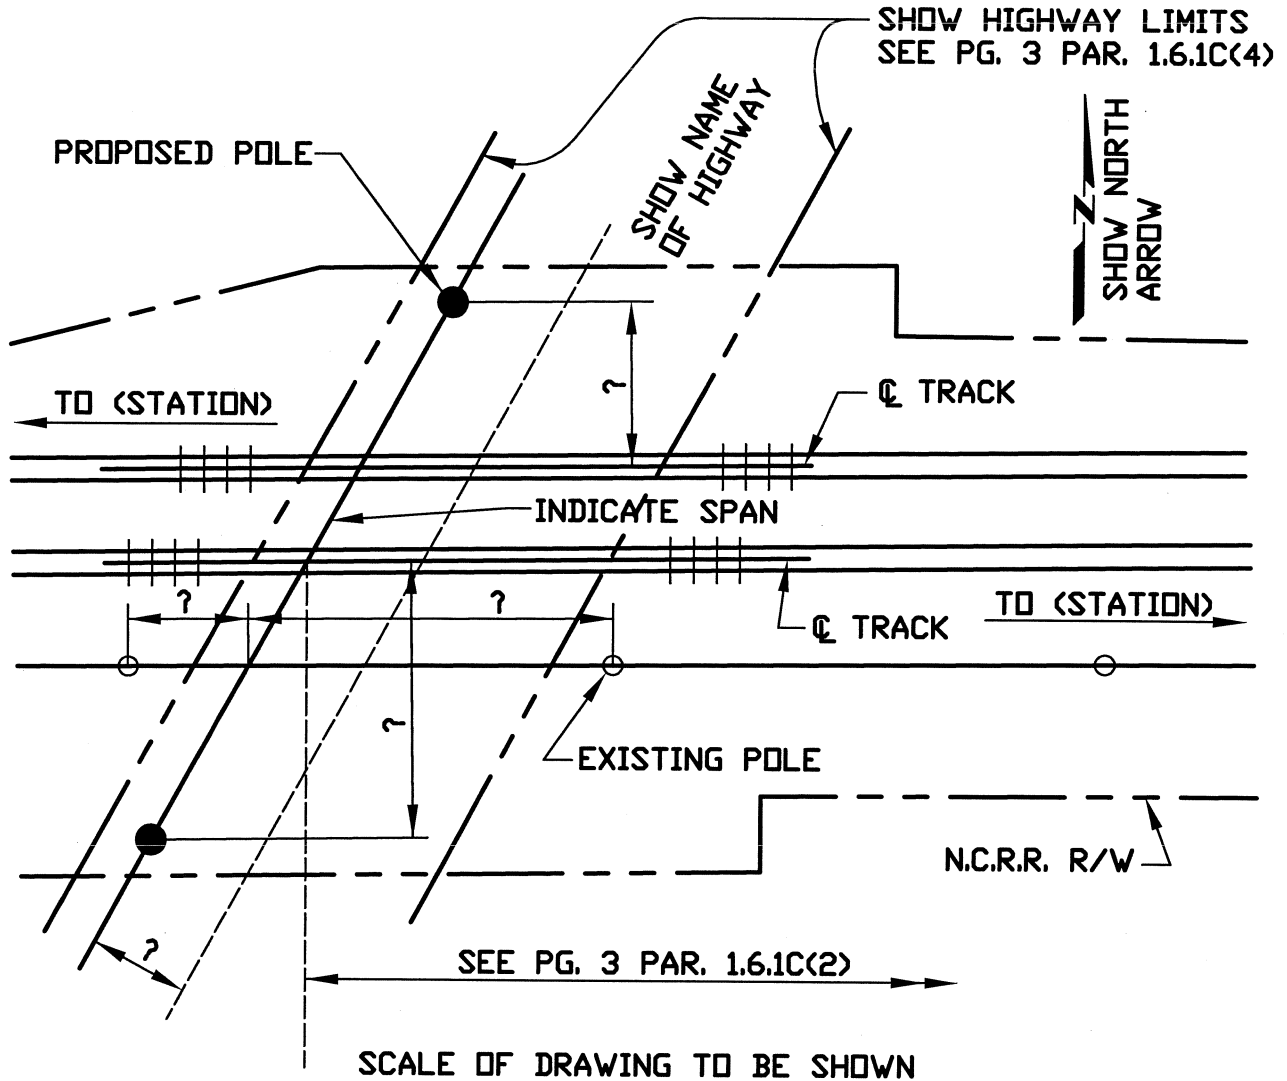 SHOW HIGHWAY LIMITS
SEE PG. 3 PAR. 1.6.1C(4)
SHOW NAME
OF HIGHWAY
PROPOSED POLE
N
SHOW NORTH
ARROW
?
TO (STATION)
℄ TRACK
INDICATE SPAN
?
?
TO (STATION)
℄ TRACK
?
EXISTING POLE
N.C.R.R. R/W
?
SEE PG. 3 PAR. 1.6.1C(2)
SCALE OF DRAWING TO BE SHOWN